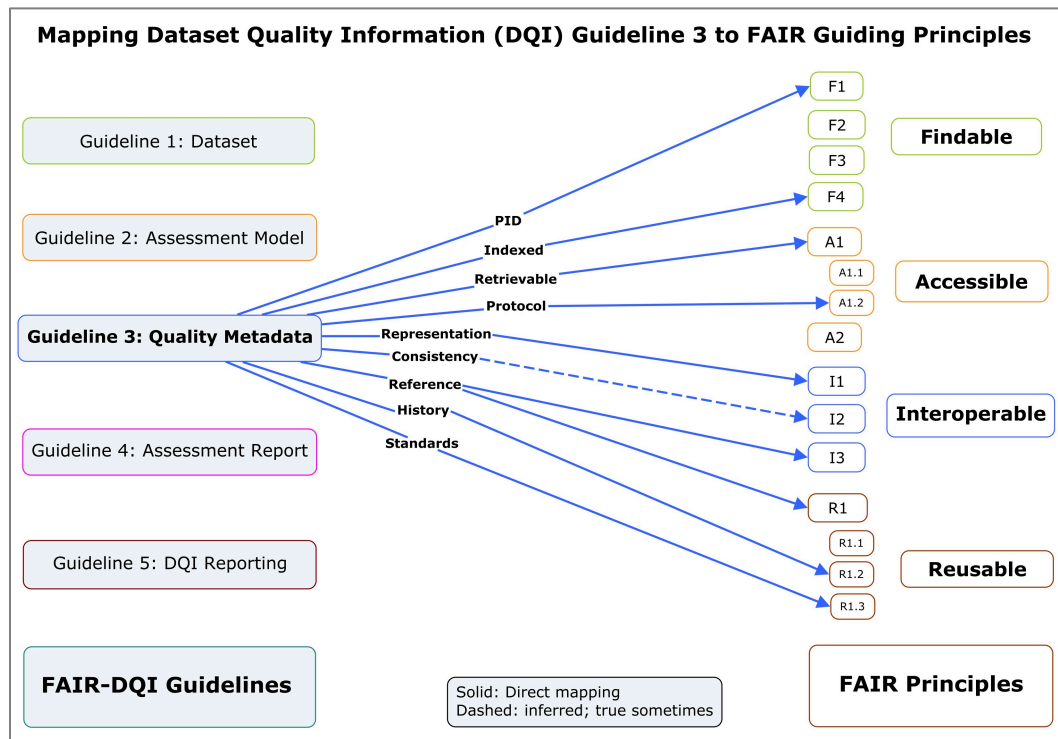 Mapping Dataset Quality Information (DQI) Guideline 3 to FAIR Guiding Principles
Guideline 1: Dataset
Guideline 2: Assessment Model
Guideline 3: Quality Metadata
Guideline 4: Assessment Report
Guideline 5: DQI Reporting
FAIR-DQI Guidelines
PID
Indexed
Retrievable
Protocol
Representation
Consistency
Reference
History
Standards
Solid: Direct mapping
Dashed: inferred; true sometimes
F1
F2
F3
F4
A1
A1.1
A1.2
A2
I1
I2
I3
R1
R1.1
R1.2
R1.3
Findable
Accessible
Interoperable
Reusable
FAIR Principles